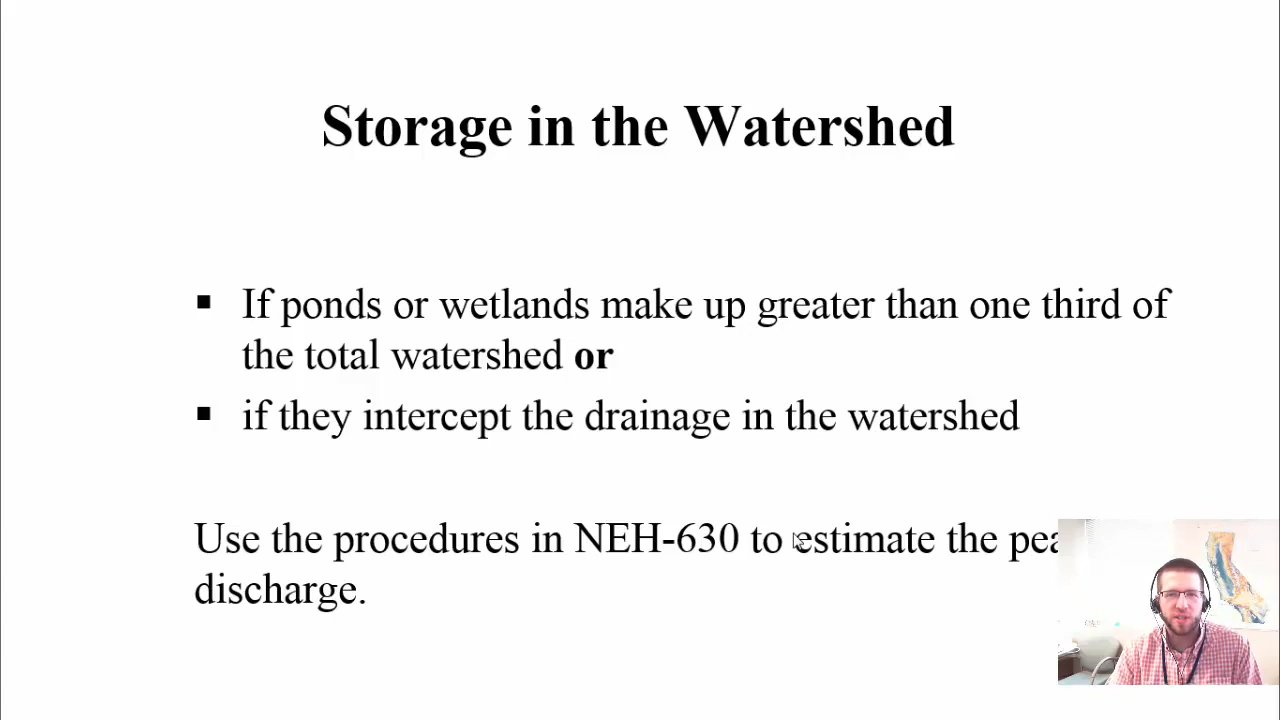 Storage in the Watershed
▪ If ponds or wetlands make up greater than one third of
the total watershed or
▪ if they intercept the drainage in the watershed
Use the procedures in NEH-630 to estimate the
discharge.